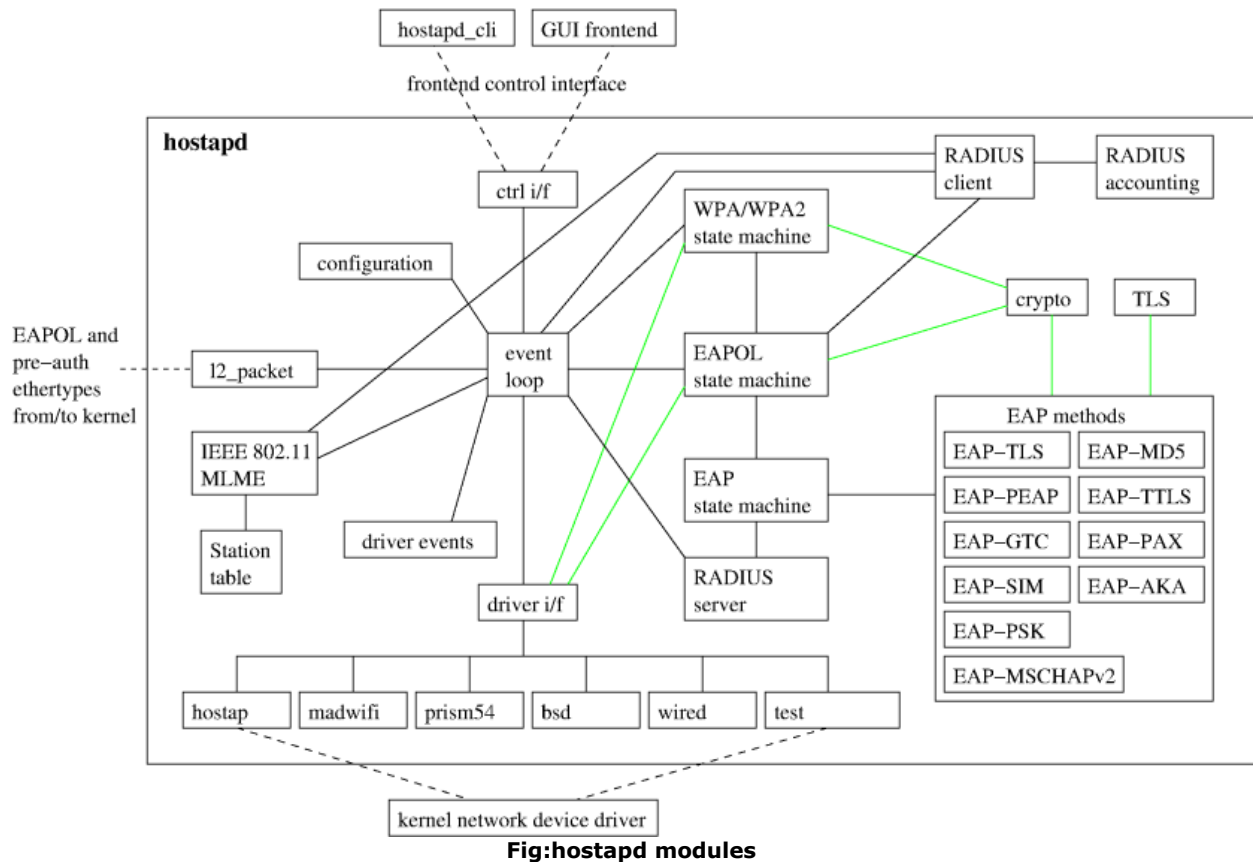 hostapd_cli
GUI frontend
frontend control interface
hostapd
RADIUS
client
RADIUS
accounting
ctrl i/f
WPA/WPA2
state machine
configuration
crypto
TLS
EAPOL and
pre−auth
ethertypes
from/to kernel
l2_packet
event
loop
EAPOL
state machine
IEEE 802.11
MLME
EAP
state machine
EAP methods
EAP−TLS
EAP−MD5
EAP−PEAP
EAP−TTLS
EAP−GTC
EAP−PAX
EAP−SIM
EAP−AKA
EAP−PSK
EAP−MSCHAPv2
Station
table
driver events
driver i/f
RADIUS
server
hostap
madwifi
prism54
bsd
wired
test
kernel network device driver
Fig:hostapd modules